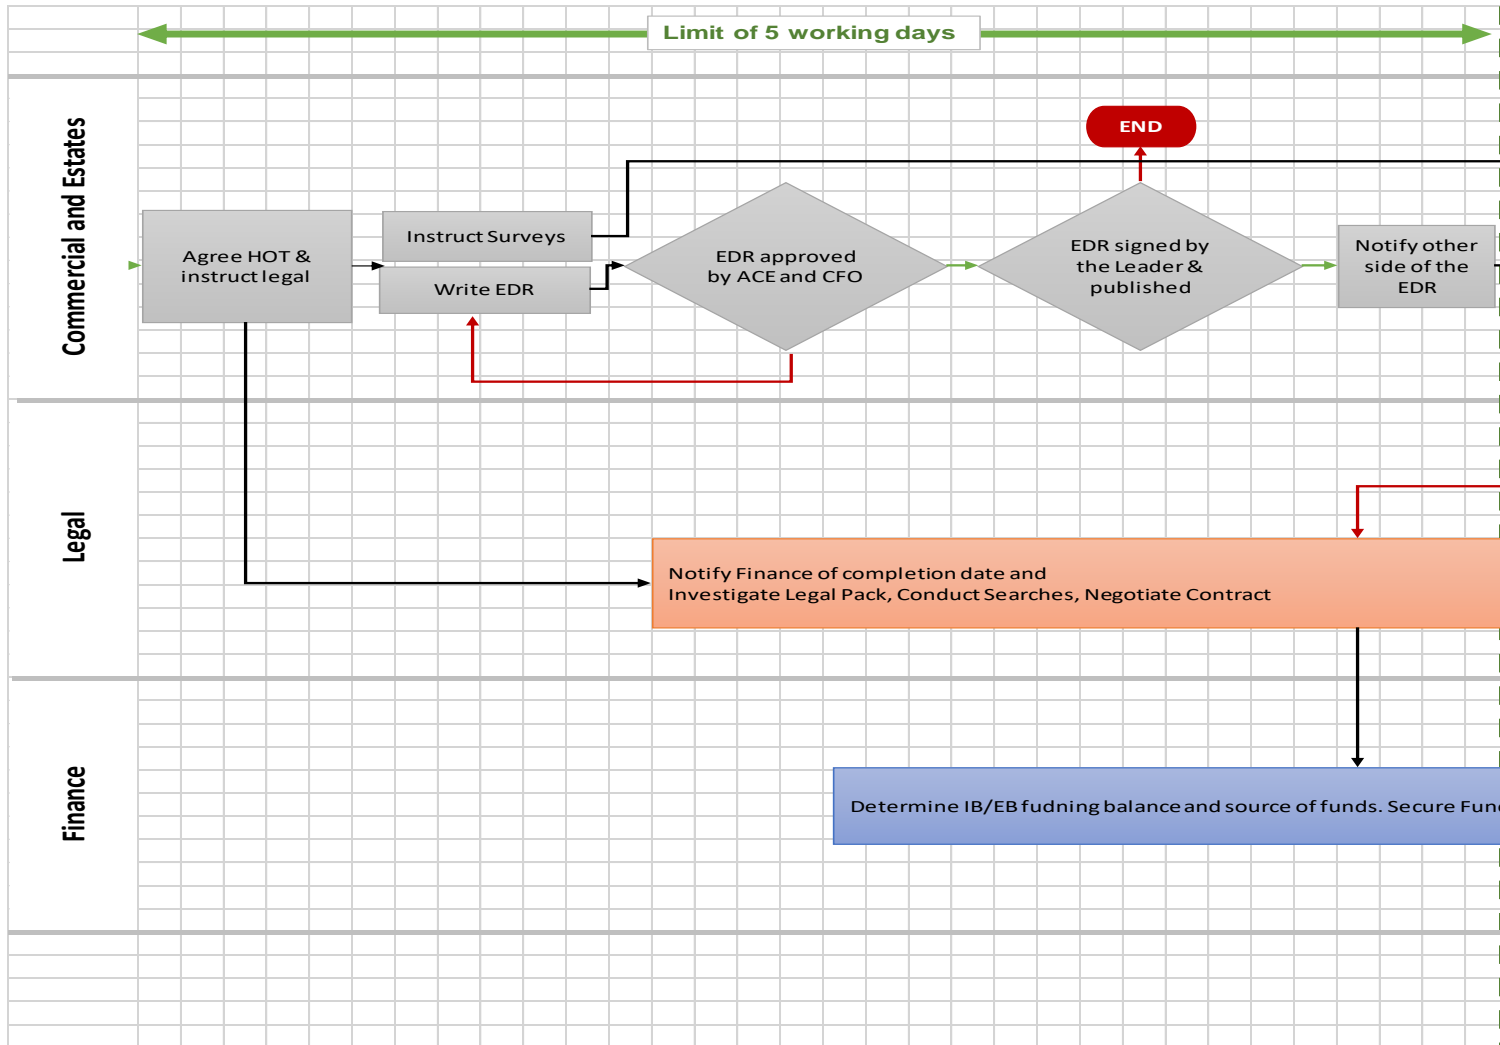 Limit of 5 working days
Commercial and Estates
END
Agree HOT &
instruct legal
Instruct Surveys
Write EDR
EDR approved
by ACE and CFO
EDR signed by
the Leader &
published
Notify other
side of the
EDR
Legal
Notify Finance of completion date and
Investigate Legal Pack, Conduct Searches, Negotiate Contract
Finance
Determine IB/EB fudning balance and source of funds. Secure Fun